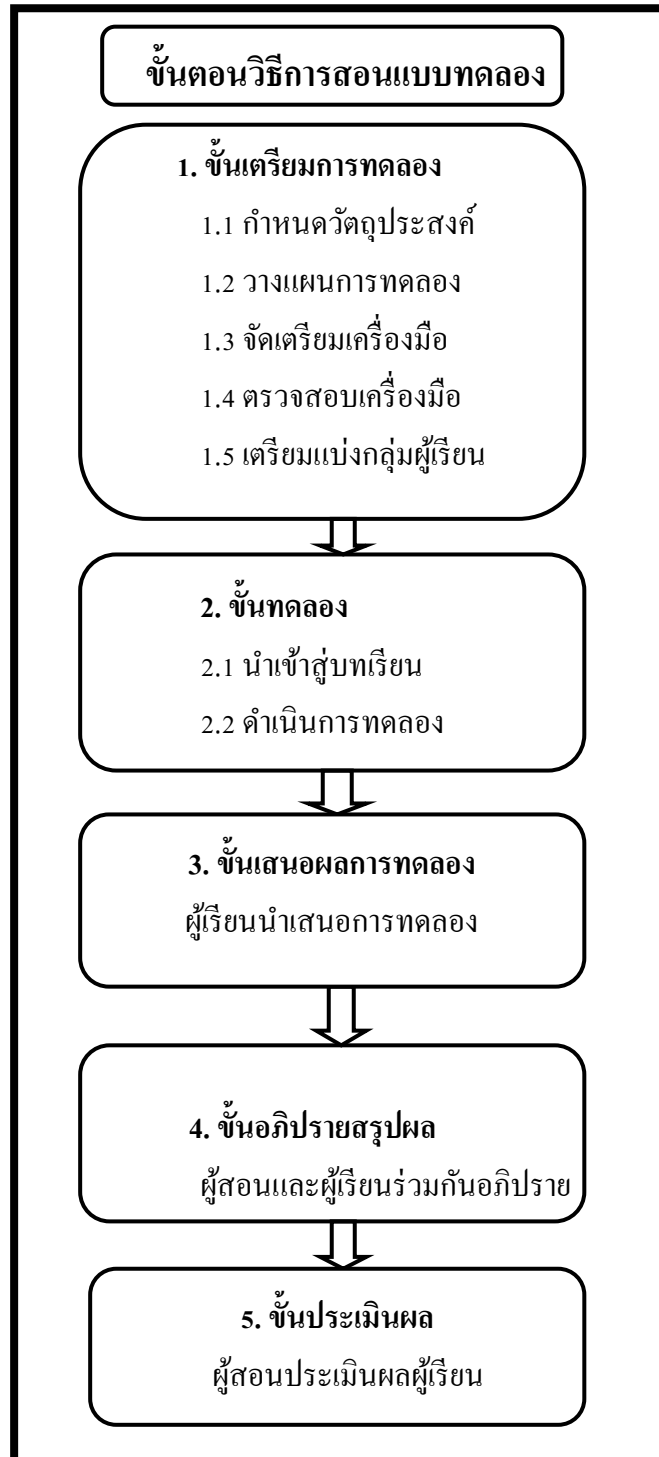 ขั้นตอนวิธีการสอนแบบทดลอง
1. ขั้นเตรียมการทดลอง
1.1 กำหนดวัตถุประสงค์
1.2 วางแผนการทดลอง
1.3 จัดเตรียมเครื่องมือ
1.4 ตรวจสอบเครื่องมือ
1.5 เตรียมแบ่งกลุ่มผู้เรียน
2. ขั้นทดลอง
2.1 นำเข้าสู่บทเรียน
2.2 ดำเนินการทดลอง
3. ขั้นเสนอผลการทดลอง
ผู้เรียนนำเสนอการทดลอง
4. ขั้นอภิปรายสรุปผล
ผู้สอนและผู้เรียนร่วมกันอภิปราย
5. ขั้นประเมินผล
ผู้สอนประเมินผลผู้เรียน